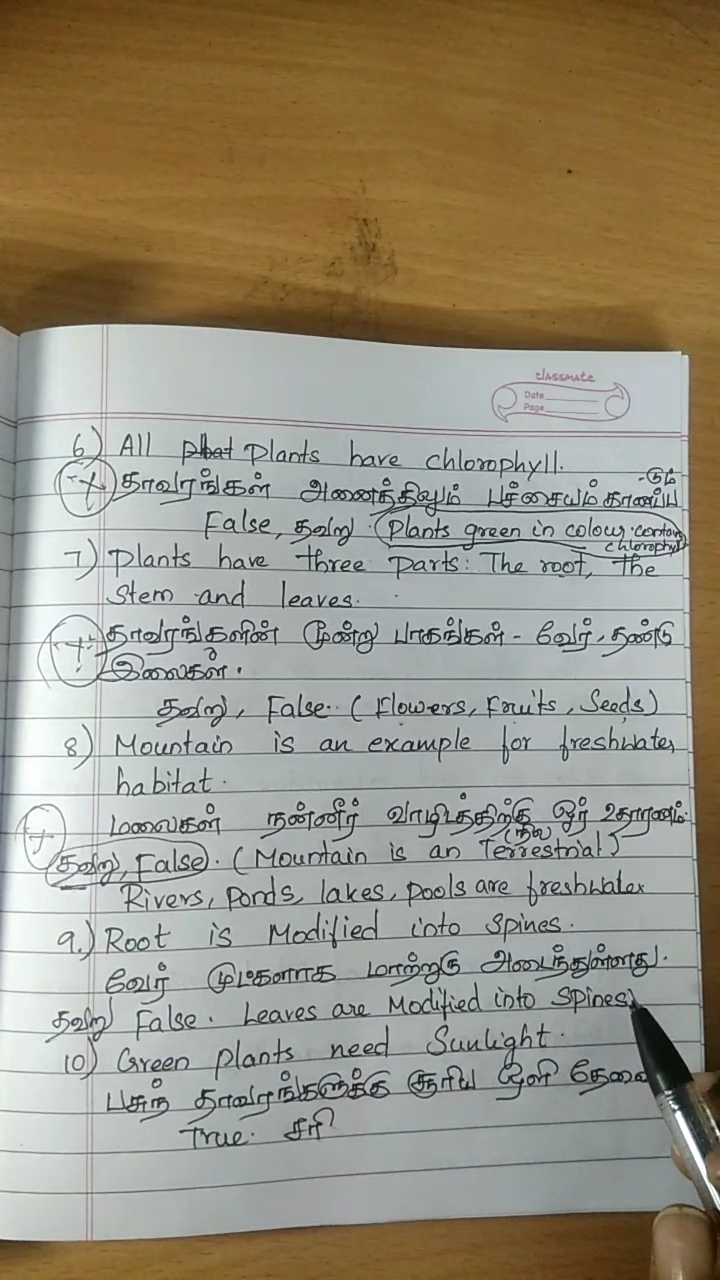 classmate
Date
Page
6) All plants have chlorophyll.
தாவரங்கள் அனைத்திலும் பச்சையம் காணப்படும்
False, தவறு. (Plants green in colour contain chlorophyll)
7) Plants have three parts: The root, The
Stem and leaves.
தாவரங்களின் மூன்று பாகங்கள் - வேர், தண்டு
இலைகள்.
தவறு, False. (Flowers, Fruits, Seeds)
8) Mountain is an example for freshwater
habitat.
மலைகள் நன்னீர் வாழிடத்திற்கு ஓர் உதாரணம்.
தவறு, False. (Mountain is an Terrestrial)
நில
Rivers, ponds, lakes, pools are freshwater
9.) Root is Modified into Spines.
வேர் முட்களாக மாற்றுரு அடைந்துள்ளது.
தவறு False. Leaves are Modified into Spines
10) Green plants need Sunlight.
பசுந் தாவரங்களுக்கு சூரிய ஒளி தேவை
True. சரி